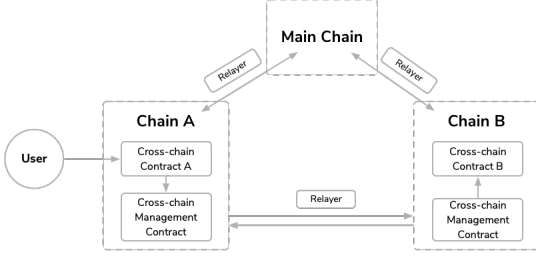 Main Chain
Relayer
Relayer
Chain A
Chain B
User
Cross-chain
Contract A
Cross-chain
Contract B
Cross-chain
Management
Contract
Relayer
Cross-chain
Management
Contract